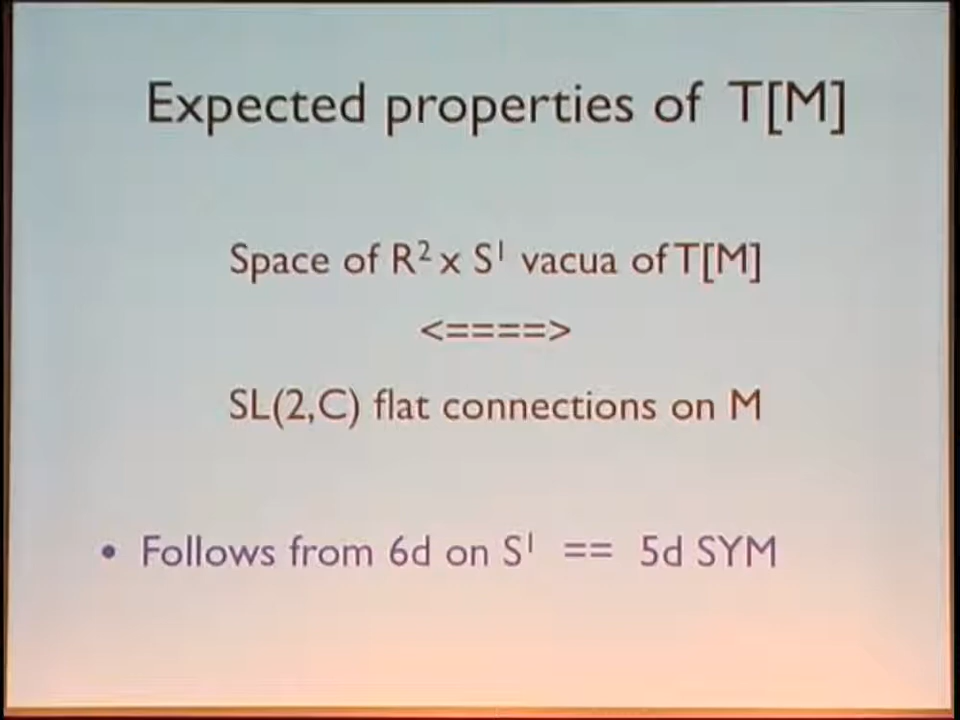 Expected properties of T[M]
Space of R² x S¹ vacua of T[M]
<====>
SL(2,C) flat connections on M
• Follows from 6d on S¹ == 5d SYM